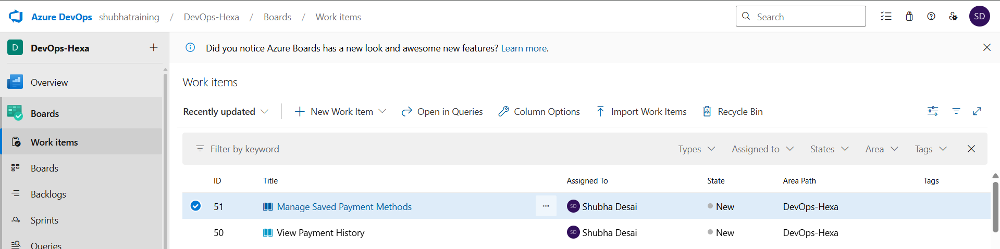 Azure DevOps shubhatraining / DevOps-Hexa / Boards / Work items
Search
SD
D DevOps-Hexa +
Did you notice Azure Boards has a new look and awesome new features? Learn more.
Overview
Boards
Work items
Boards
Backlogs
Sprints
Queries
Work items
Recently updated
New Work Item
Open in Queries
Column Options
Import Work Items
Recycle Bin
Filter by keyword
Types
Assigned to
States
Area
Tags
ID Title Assigned To State Area Path Tags
51 Manage Saved Payment Methods ... SD Shubha Desai New DevOps-Hexa
50 View Payment History SD Shubha Desai New DevOps-Hexa